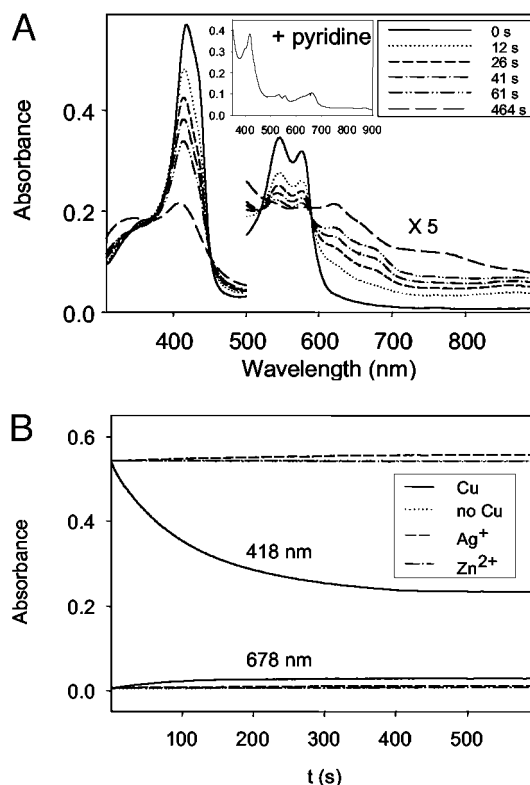 A
+ pyridine
0.4
0.3
0.2
0.1
0.0
400 500 600 700 800 900
0 s
12 s
26 s
41 s
61 s
464 s
Absorbance
0.4
0.2
0.0
X 5
400 500 600 700 800
Wavelength (nm)
B
Absorbance
0.6
0.4
0.2
0.0
418 nm
678 nm
Cu
no Cu
Ag⁺
Zn²⁺
100 200 300 400 500
t (s)